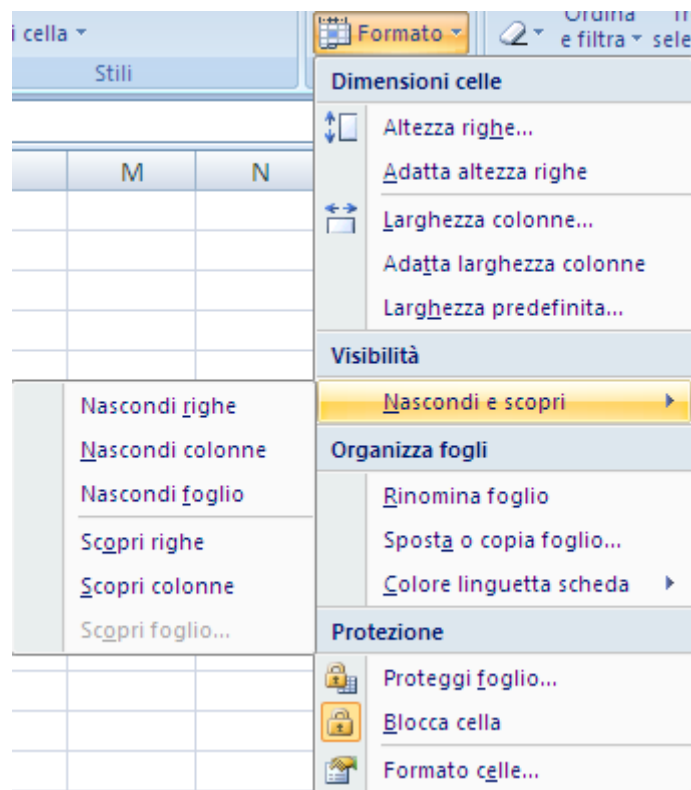 i cella
Formato
Ordina
e filtra
Stili
Dimensioni celle
Altezza righe...
Adatta altezza righe
M N
Larghezza colonne...
Adatta larghezza colonne
Larghezza predefinita...
Visibilità
Nascondi e scopri
Nascondi righe
Nascondi colonne
Nascondi foglio
Scopri righe
Scopri colonne
Scopri foglio...
Organizza fogli
Rinomina foglio
Sposta o copia foglio...
Colore linguetta scheda
Protezione
Proteggi foglio...
Blocca cella
Formato celle...